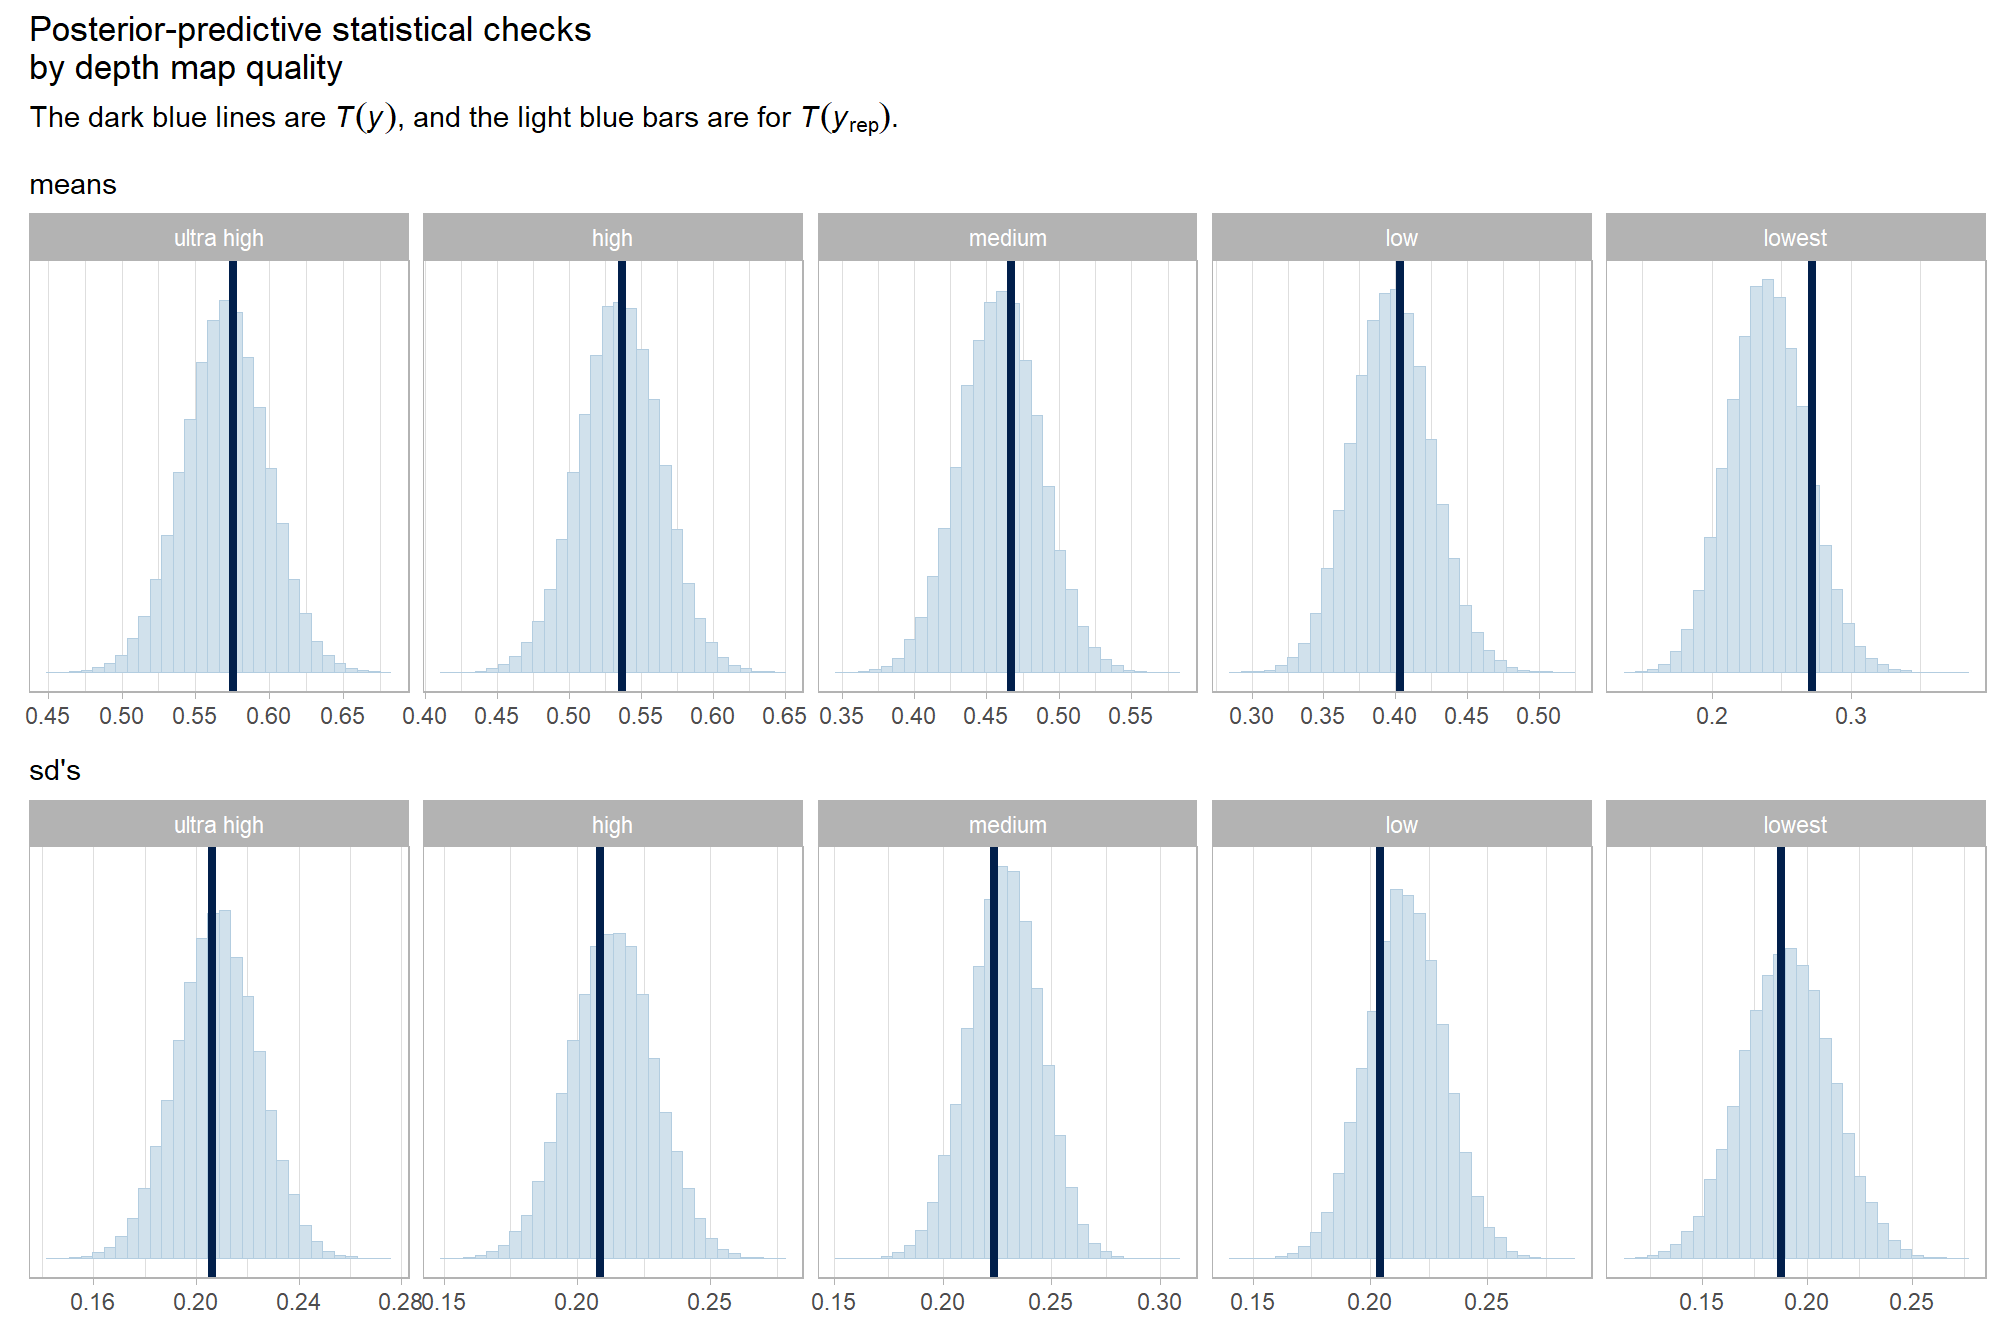 Posterior-predictive statistical checks
by depth map quality
The dark blue lines are T(y), and the light blue bars are for T(y_rep).
means
ultra high high medium low lowest
0.45 0.50 0.55 0.60 0.65 0.40 0.45 0.50 0.55 0.60 0.65 0.35 0.40 0.45 0.50 0.55 0.30 0.35 0.40 0.45 0.50 0.2 0.3
sd's
ultra high high medium low lowest
0.16 0.20 0.24 0.28 0.15 0.20 0.25 0.15 0.20 0.25 0.30 0.15 0.20 0.25 0.15 0.20 0.25